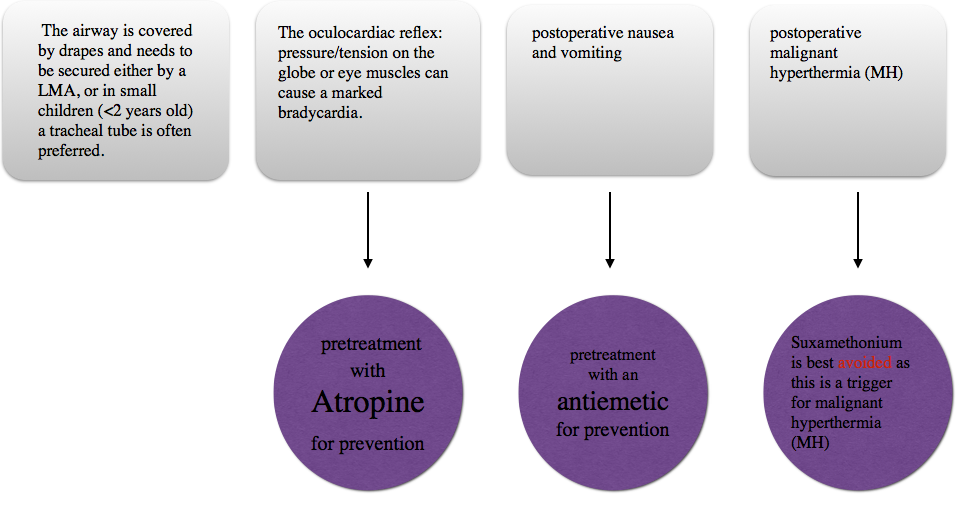 The airway is covered
by drapes and needs to
be secured either by a
LMA, or in small
children (<2 years old)
a tracheal tube is often
preferred.
The oculocardiac reflex:
pressure/tension on the
globe or eye muscles can
cause a marked
bradycardia.
postoperative nausea
and vomiting
postoperative
malignant
hyperthermia (MH)
pretreatment
with
Atropine
for prevention
pretreatment
with an
antiemetic
for prevention
Suxamethonium
is best avoided as
this is a trigger
for malignant
hyperthermia
(MH)